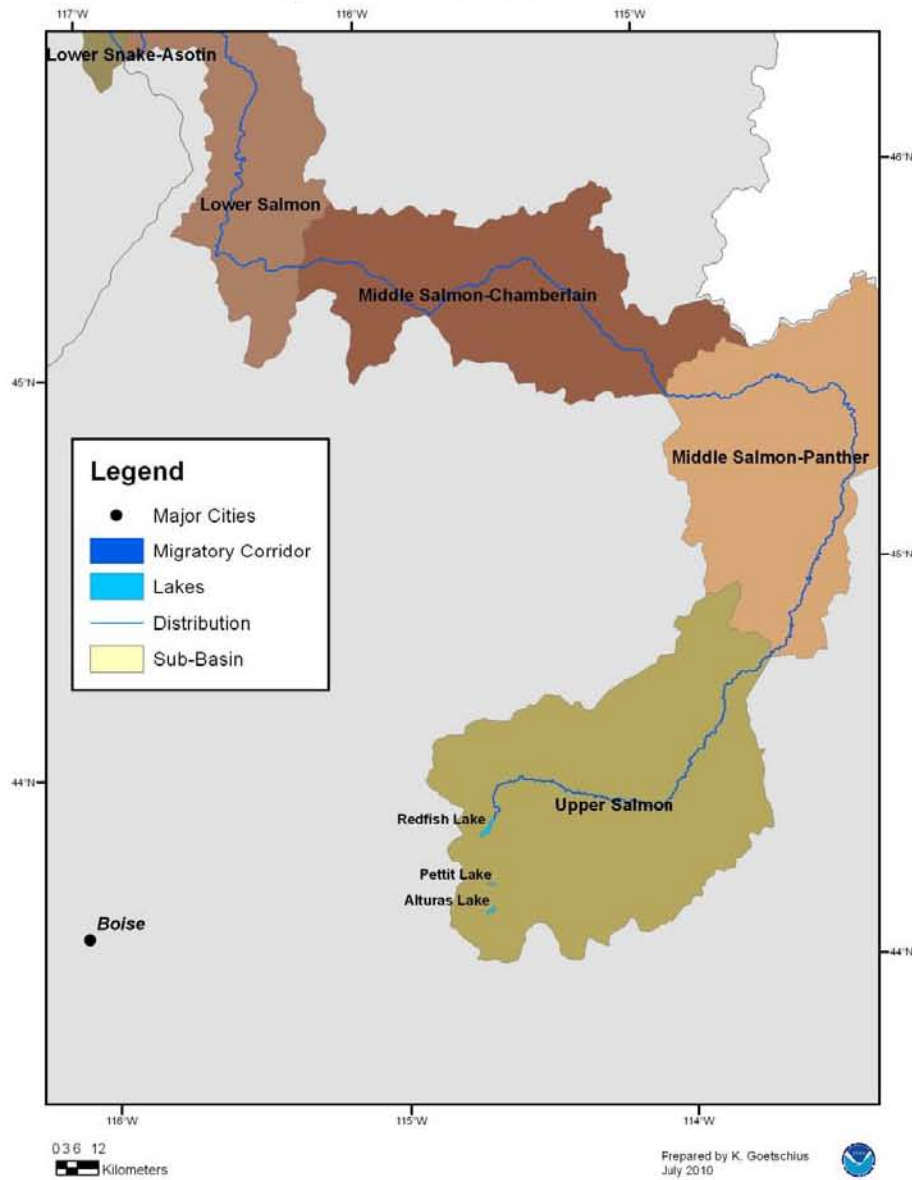 117°W 116°W 115°W
Lower Snake-Asotin
46°N
Lower Salmon
Middle Salmon-Chamberlain
45°N
Middle Salmon-Panther
Legend
Major Cities
Migratory Corridor
Lakes
Distribution
Sub-Basin
45°N
44°N
Upper Salmon
Redfish Lake
Pettit Lake
Alturas Lake
Boise
44°N
116°W 115°W 114°W
0 3 6 12
Kilometers
Prepared by K. Goetschius
July 2010